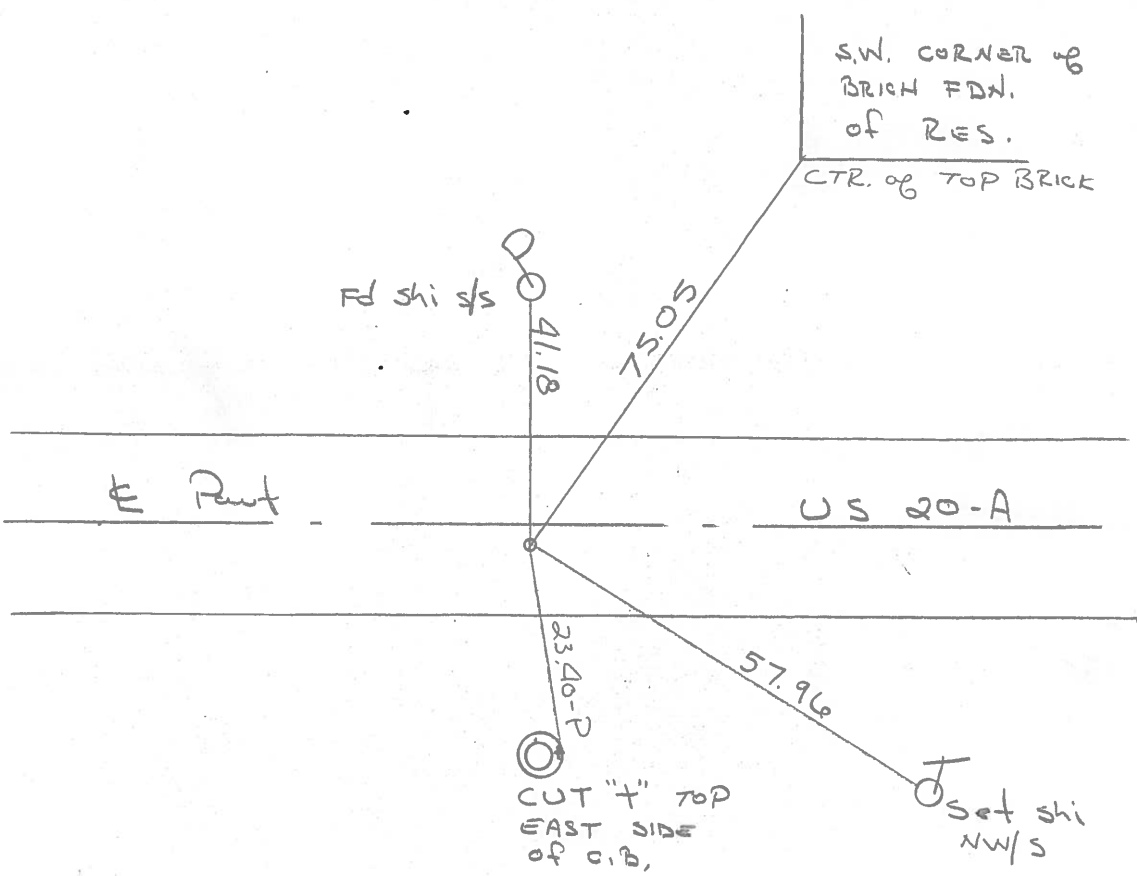 S.W. CORNER of
BRICH FDN.
of RES.
CTR. of TOP BRICK
Fd shi s/s
41.18
75.05
℄ Pavt
US 20-A
23.40-P
57.96
CUT "+" TOP
EAST SIDE
of C.B,
Set shi
NW/S